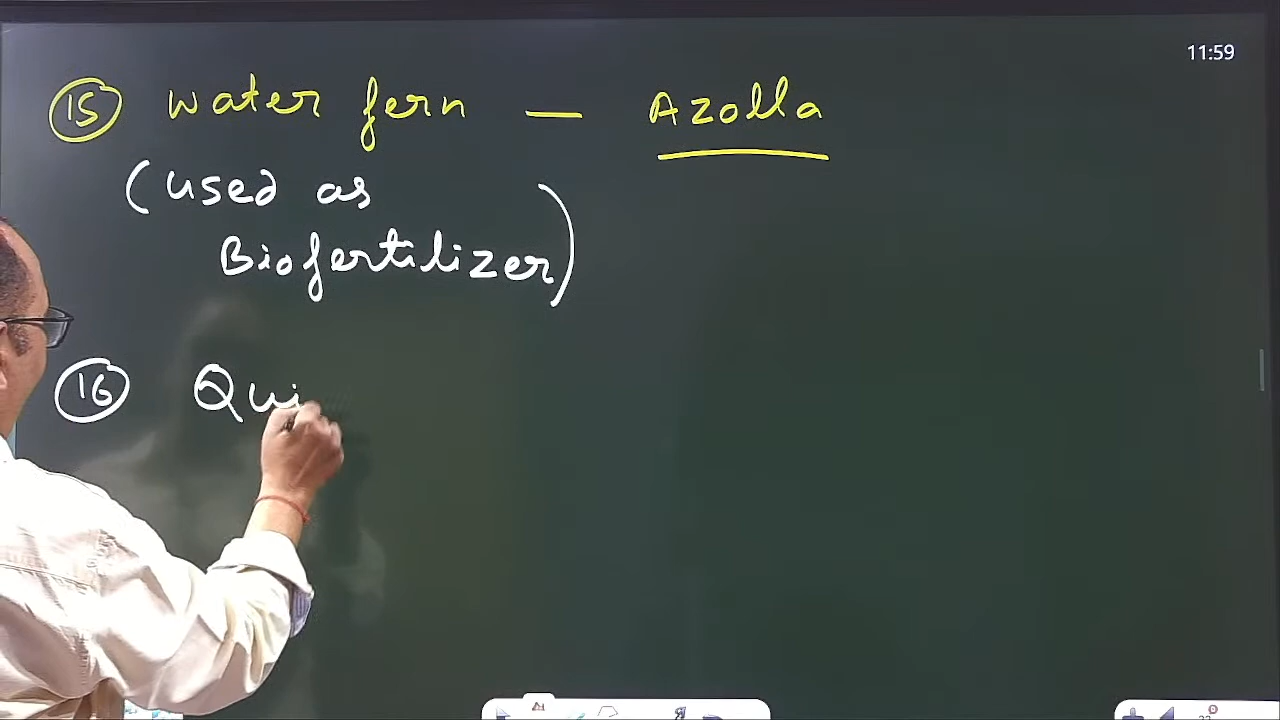 11:59
15 Water fern — Azolla
(Used as
Biofertilizer)
16 Qui